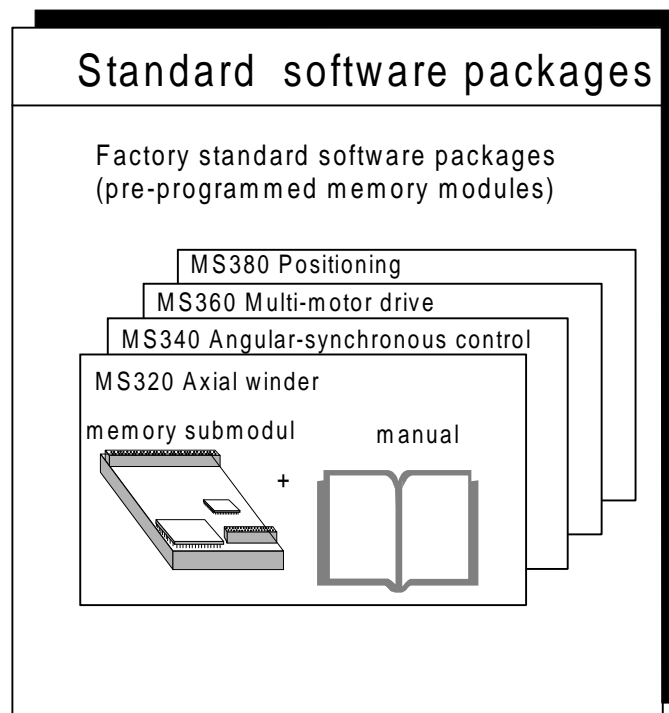 Standard software packages
Factory standard software packages
(pre-programmed memory modules)
MS380 Positioning
MS360 Multi-motor drive
MS340 Angular-synchronous control
MS320 Axial winder
memory submodul
manual
+